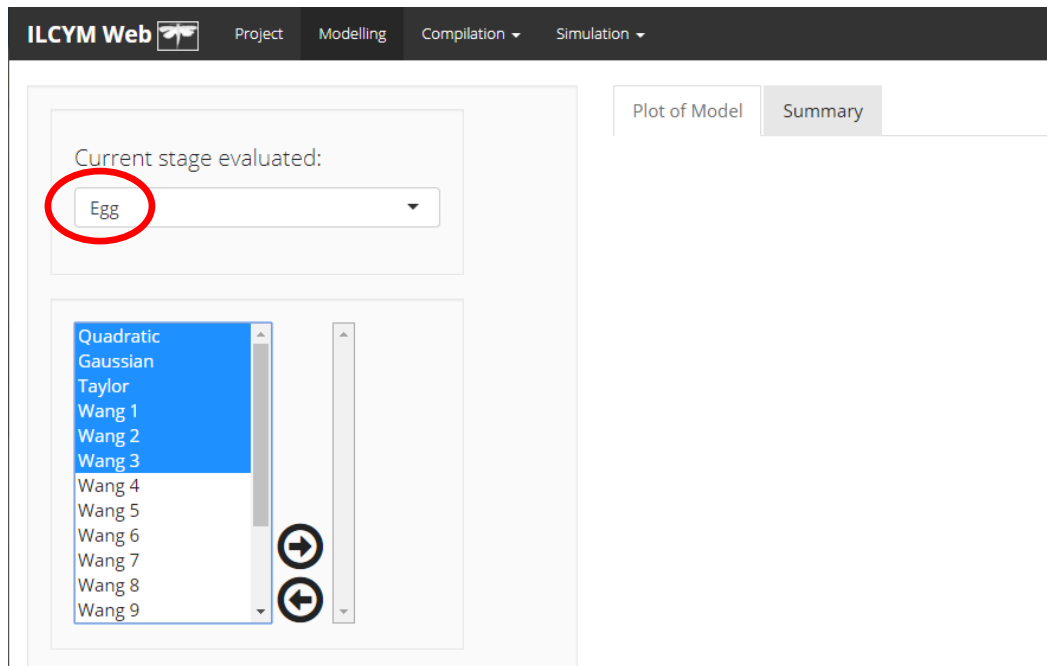 ILCYM Web Project Modelling Compilation Simulation
Plot of Model Summary
Current stage evaluated:
Egg
Quadratic
Gaussian
Taylor
Wang 1
Wang 2
Wang 3
Wang 4
Wang 5
Wang 6
Wang 7
Wang 8
Wang 9